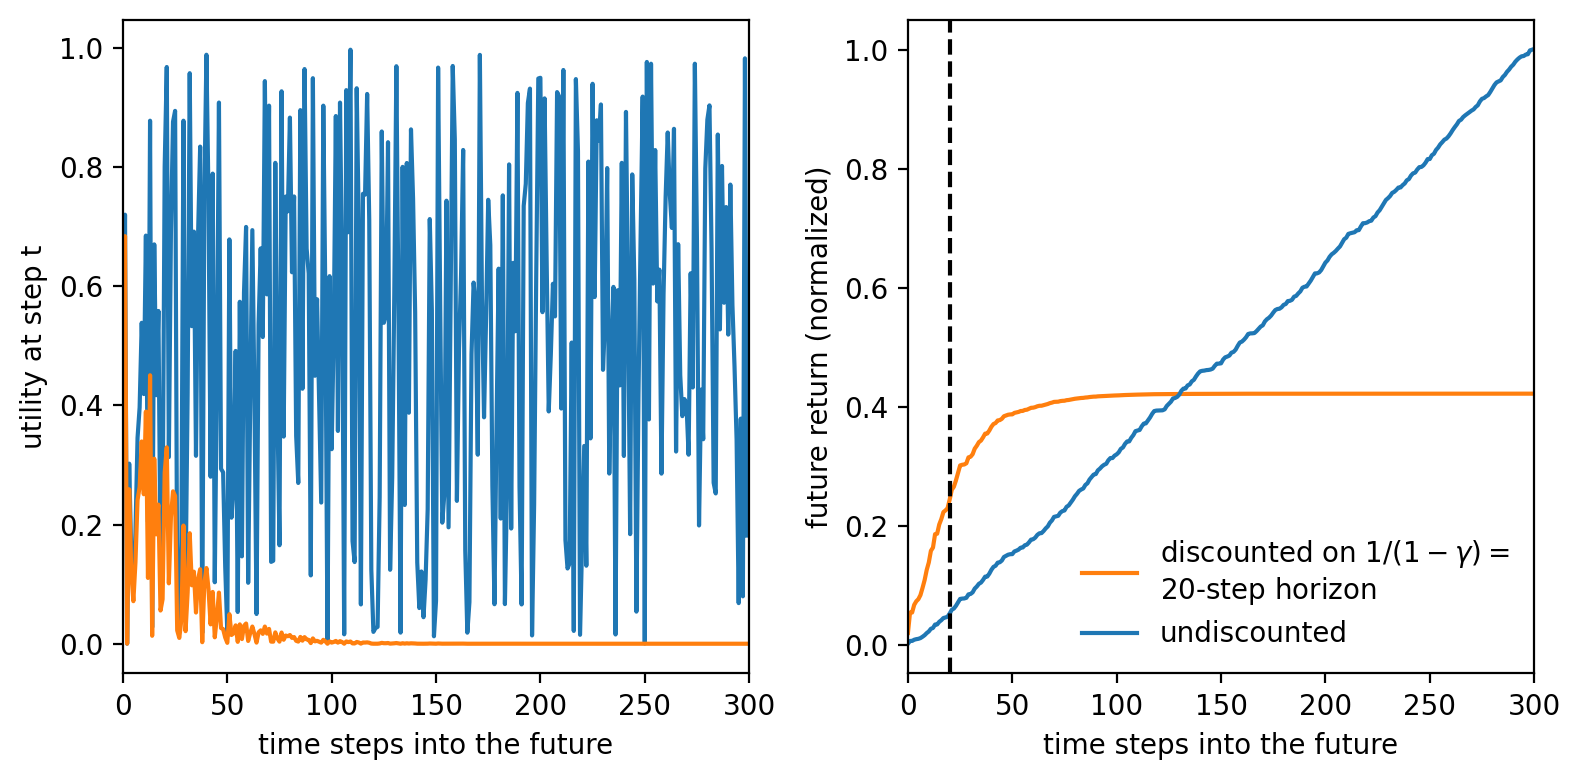 utility at step t
1.0
0.8
0.6
0.4
0.2
0.0
0 50 100 150 200 250 300
time steps into the future
future return (normalized)
1.0
0.8
0.6
0.4
0.2
0.0
discounted on 1/(1 − γ) =
20-step horizon
undiscounted
0 50 100 150 200 250 300
time steps into the future